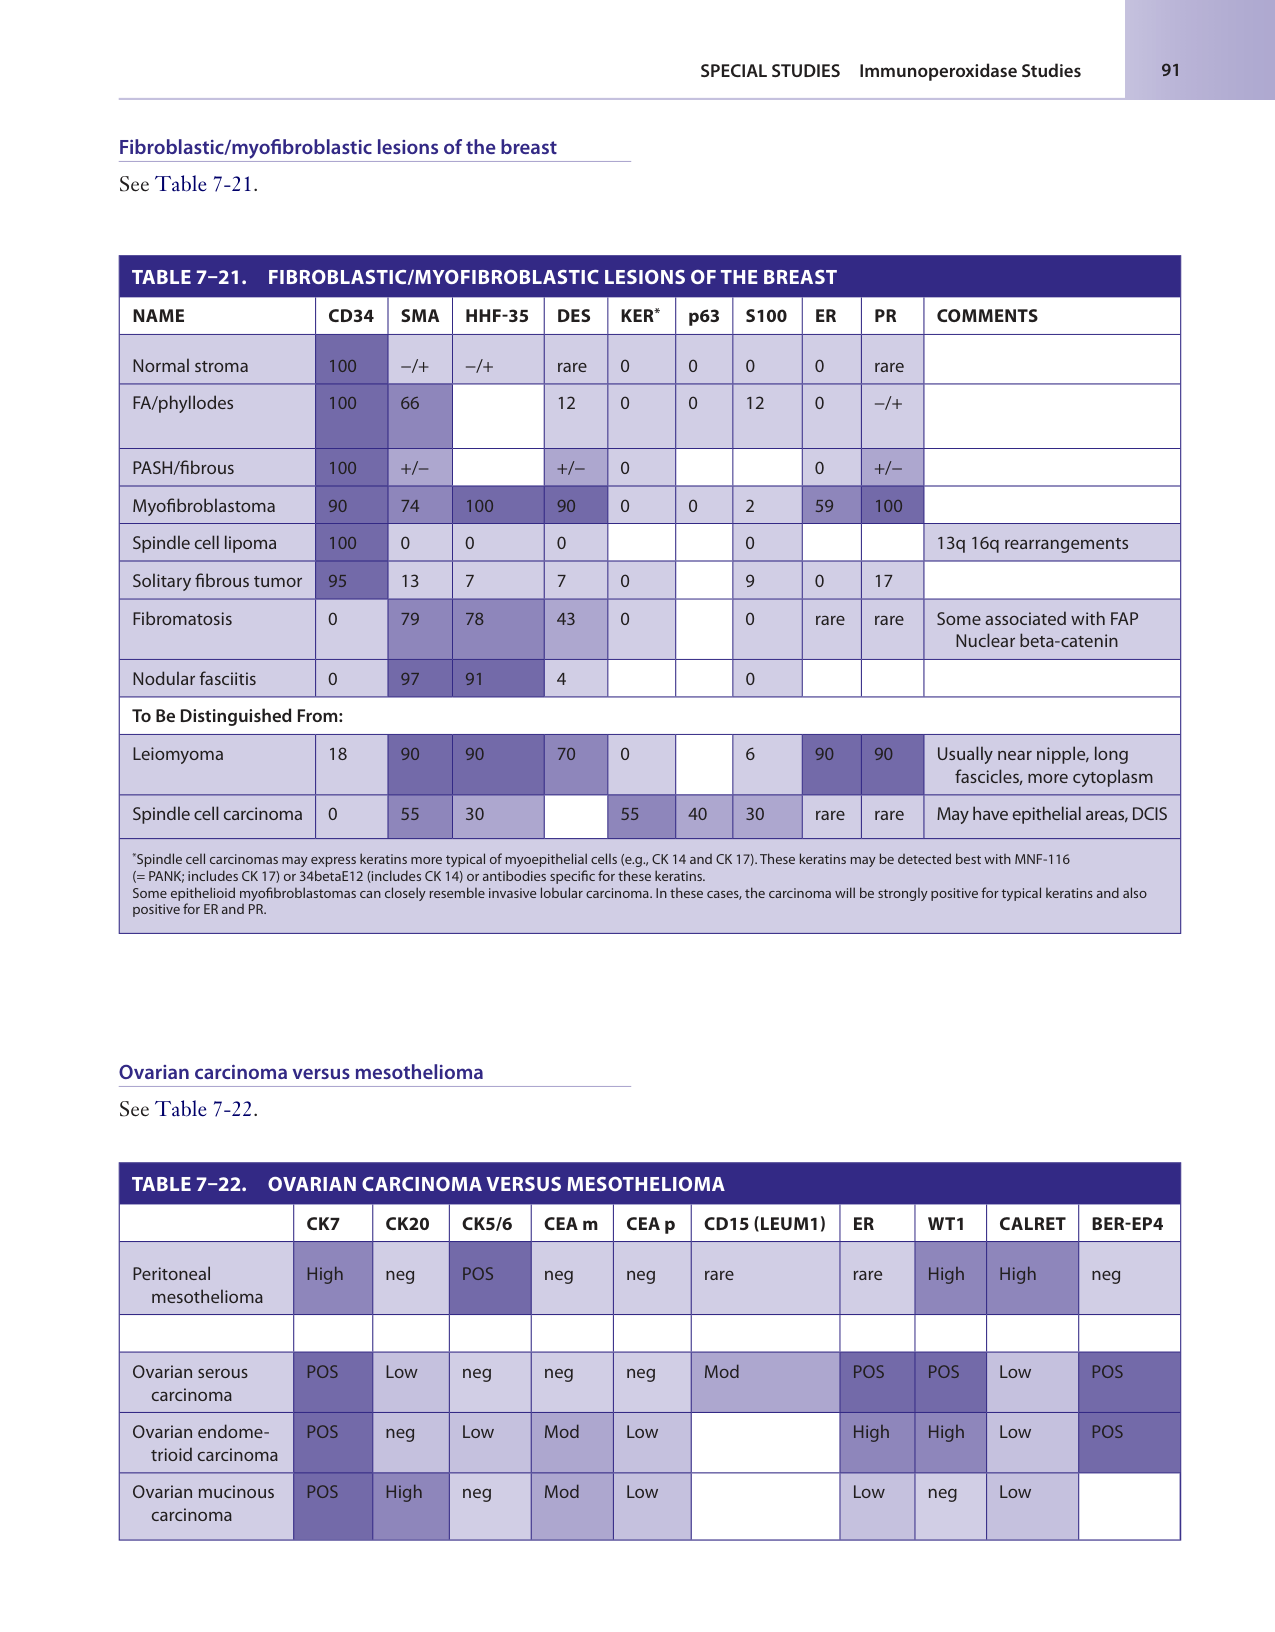 SPECIAL STUDIES Immunoperoxidase Studies 91
Fibroblastic/myofibroblastic lesions of the breast
See Table 7-21.
TABLE 7–21. FIBROBLASTIC/MYOFIBROBLASTIC LESIONS OF THE BREAST
NAME CD34 SMA HHF-35 DES KER* p63 S100 ER PR COMMENTS
Normal stroma 100 −/+ −/+ rare 0 0 0 0 rare
FA/phyllodes 100 66 12 0 0 12 0 −/+
PASH/fibrous 100 +/− +/− 0 0 +/−
Myofibroblastoma 90 74 100 90 0 0 2 59 100
Spindle cell lipoma 100 0 0 0 0 13q 16q rearrangements
Solitary fibrous tumor 95 13 7 7 0 9 0 17
Fibromatosis 0 79 78 43 0 0 rare rare Some associated with FAP
Nuclear beta-catenin
Nodular fasciitis 0 97 91 4 0
To Be Distinguished From:
Leiomyoma 18 90 90 70 0 6 90 90 Usually near nipple, long
fascicles, more cytoplasm
Spindle cell carcinoma 0 55 30 55 40 30 rare rare May have epithelial areas, DCIS
*Spindle cell carcinomas may express keratins more typical of myoepithelial cells (e.g., CK 14 and CK 17). These keratins may be detected best with MNF-116
(= PANK; includes CK 17) or 34betaE12 (includes CK 14) or antibodies specific for these keratins.
Some epithelioid myofibroblastomas can closely resemble invasive lobular carcinoma. In these cases, the carcinoma will be strongly positive for typical keratins and also
positive for ER and PR.
Ovarian carcinoma versus mesothelioma
See Table 7-22.
TABLE 7–22. OVARIAN CARCINOMA VERSUS MESOTHELIOMA
CK7 CK20 CK5/6 CEA m CEA p CD15 (LEUM1) ER WT1 CALRET BER-EP4
Peritoneal High neg POS neg neg rare rare High High neg
mesothelioma
Ovarian serous POS Low neg neg neg Mod POS POS Low POS
carcinoma
Ovarian endome- POS neg Low Mod Low High High Low POS
trioid carcinoma
Ovarian mucinous POS High neg Mod Low Low neg Low
carcinoma